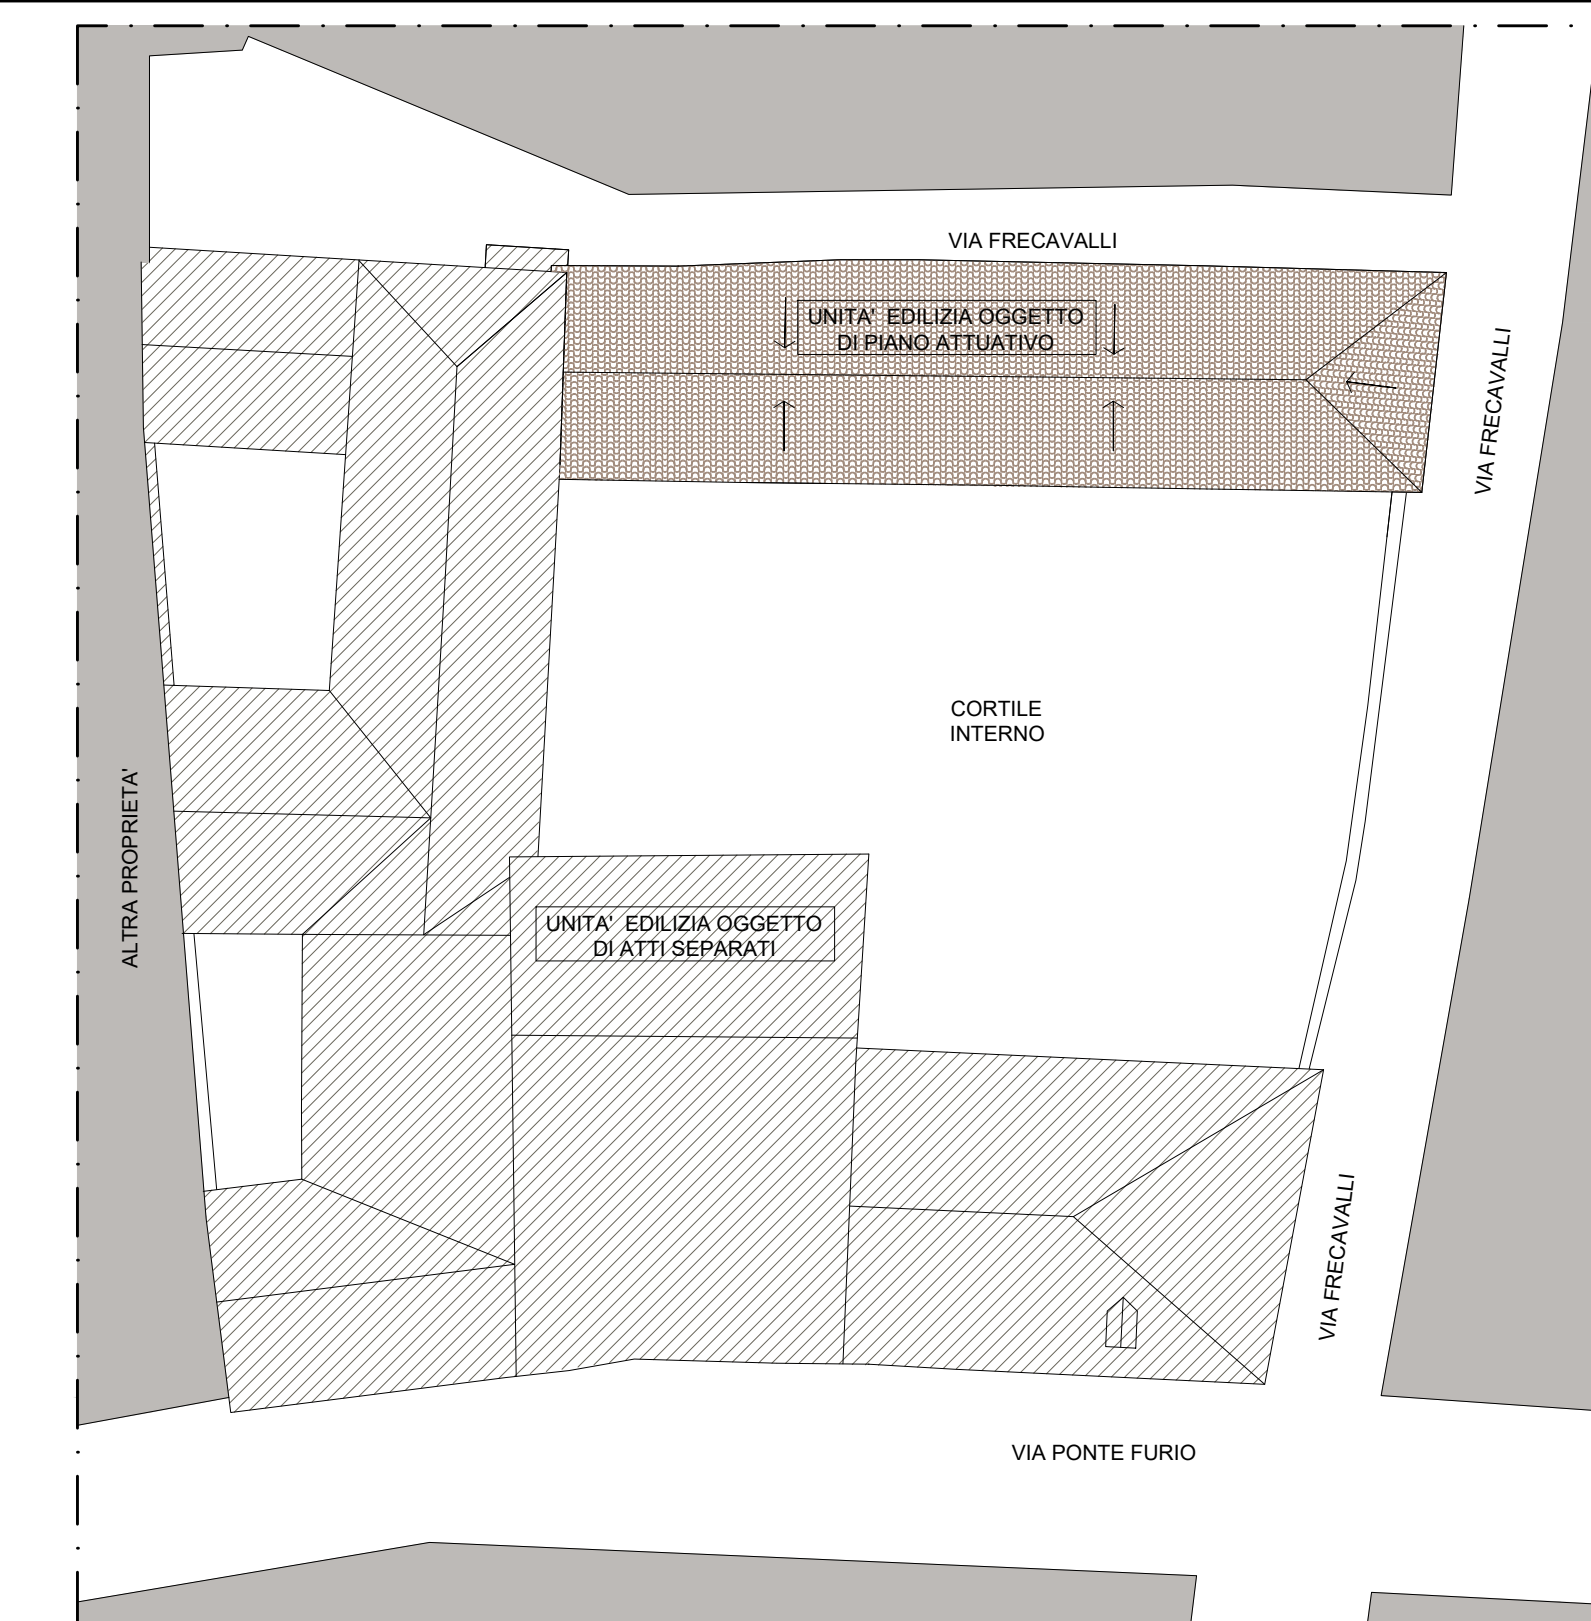 VIA FRECAVALLI
UNITA' EDILIZIA OGGETTO
DI PIANO ATTUATIVO
VIA FRECAVALLI
CORTILE
INTERNO
ALTRA PROPRIETA'
UNITA' EDILIZIA OGGETTO
DI ATTI SEPARATI
VIA FRECAVALLI
VIA PONTE FURIO